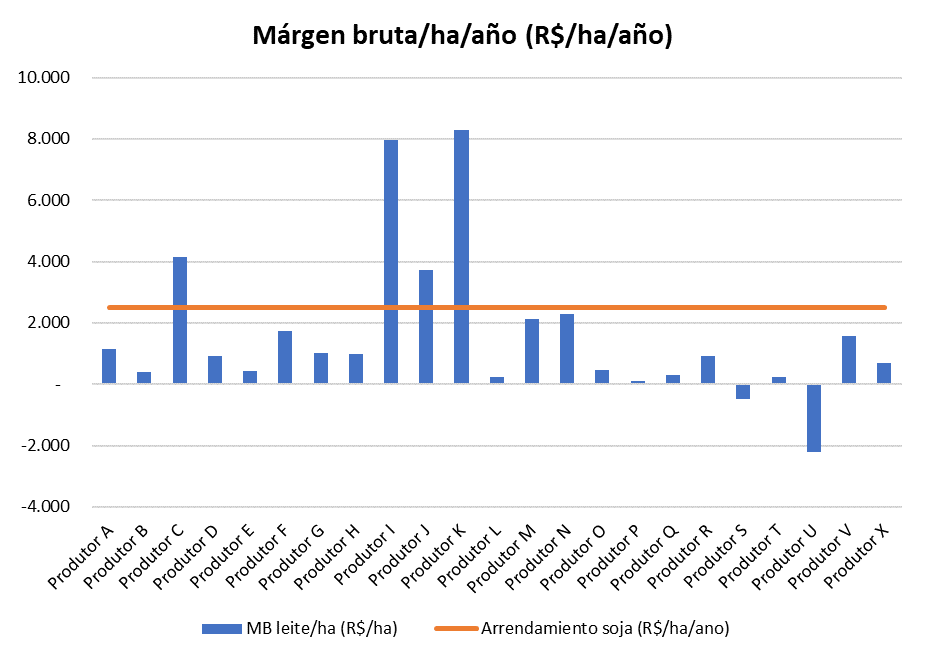 Márgen bruta/ha/año (R$/ha/año)
10.000
8.000
6.000
4.000
2.000
-
-2.000
-4.000
Produtor A
Produtor B
Produtor C
Produtor D
Produtor E
Produtor F
Produtor G
Produtor H
Produtor I
Produtor J
Produtor K
Produtor L
Produtor M
Produtor N
Produtor O
Produtor P
Produtor Q
Produtor R
Produtor S
Produtor T
Produtor U
Produtor V
Produtor X
MB leite/ha (R$/ha)
Arrendamiento soja (R$/ha/ano)